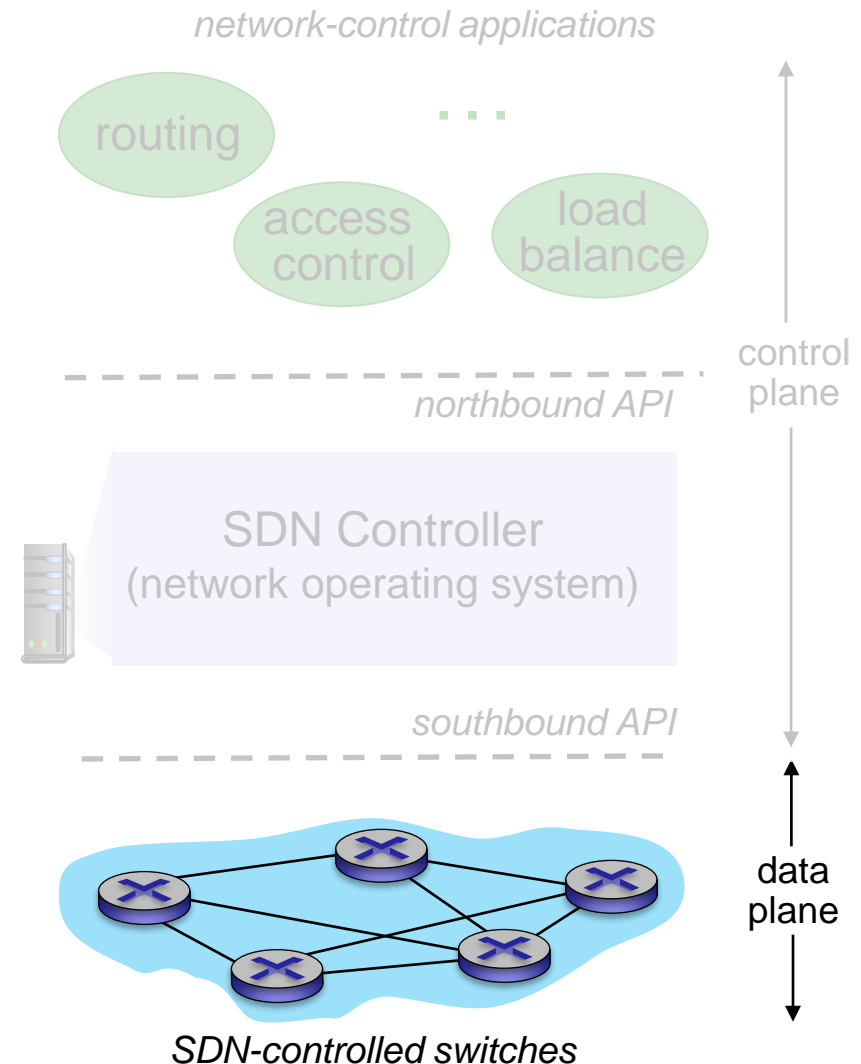 network-control applications
routing
...
access
control
load
balance
control
plane
northbound API
SDN Controller
(network operating system)
southbound API
data
plane
SDN-controlled switches